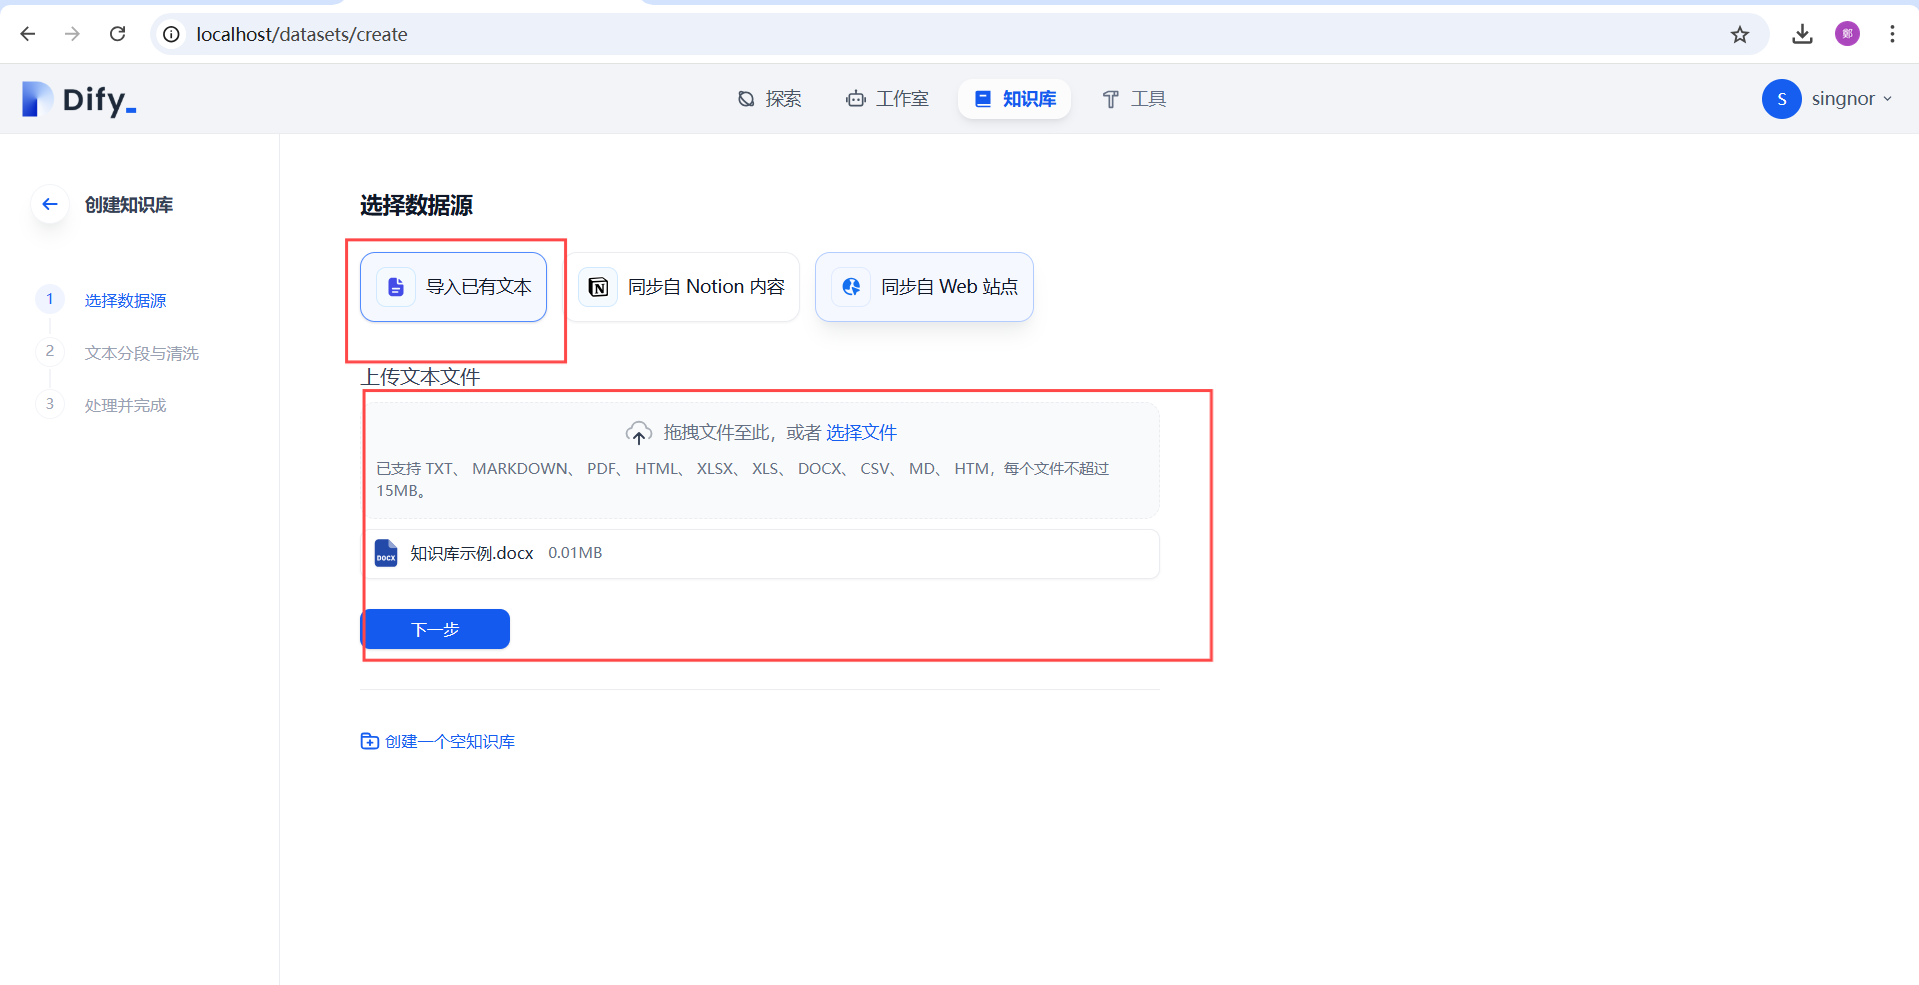 localhost/datasets/create
鄭
Dify_
探索
工作室
知识库
工具
S
singnor
创建知识库
1
选择数据源
2
文本分段与清洗
3
处理并完成
选择数据源
导入已有文本
同步自 Notion 内容
同步自 Web 站点
上传文本文件
拖拽文件至此，或者 选择文件
已支持 TXT、 MARKDOWN、 PDF、 HTML、 XLSX、 XLS、 DOCX、 CSV、 MD、 HTM，每个文件不超过
15MB。
DOCX
知识库示例.docx 0.01MB
下一步
创建一个空知识库